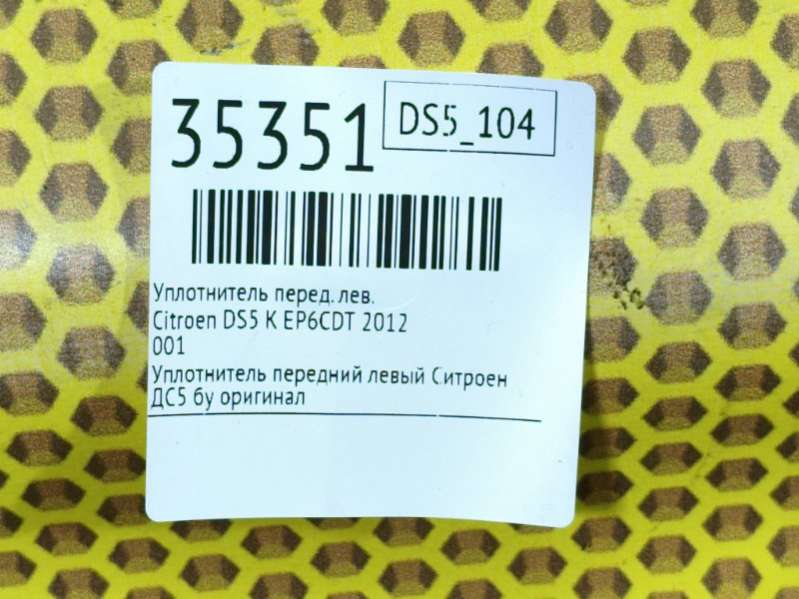 35351
DS5_104
Уплотнитель перед. лев.
Citroen DS5 K EP6CDT 2012
001
Уплотнитель передний левый Ситроен
ДС5 бу оригинал